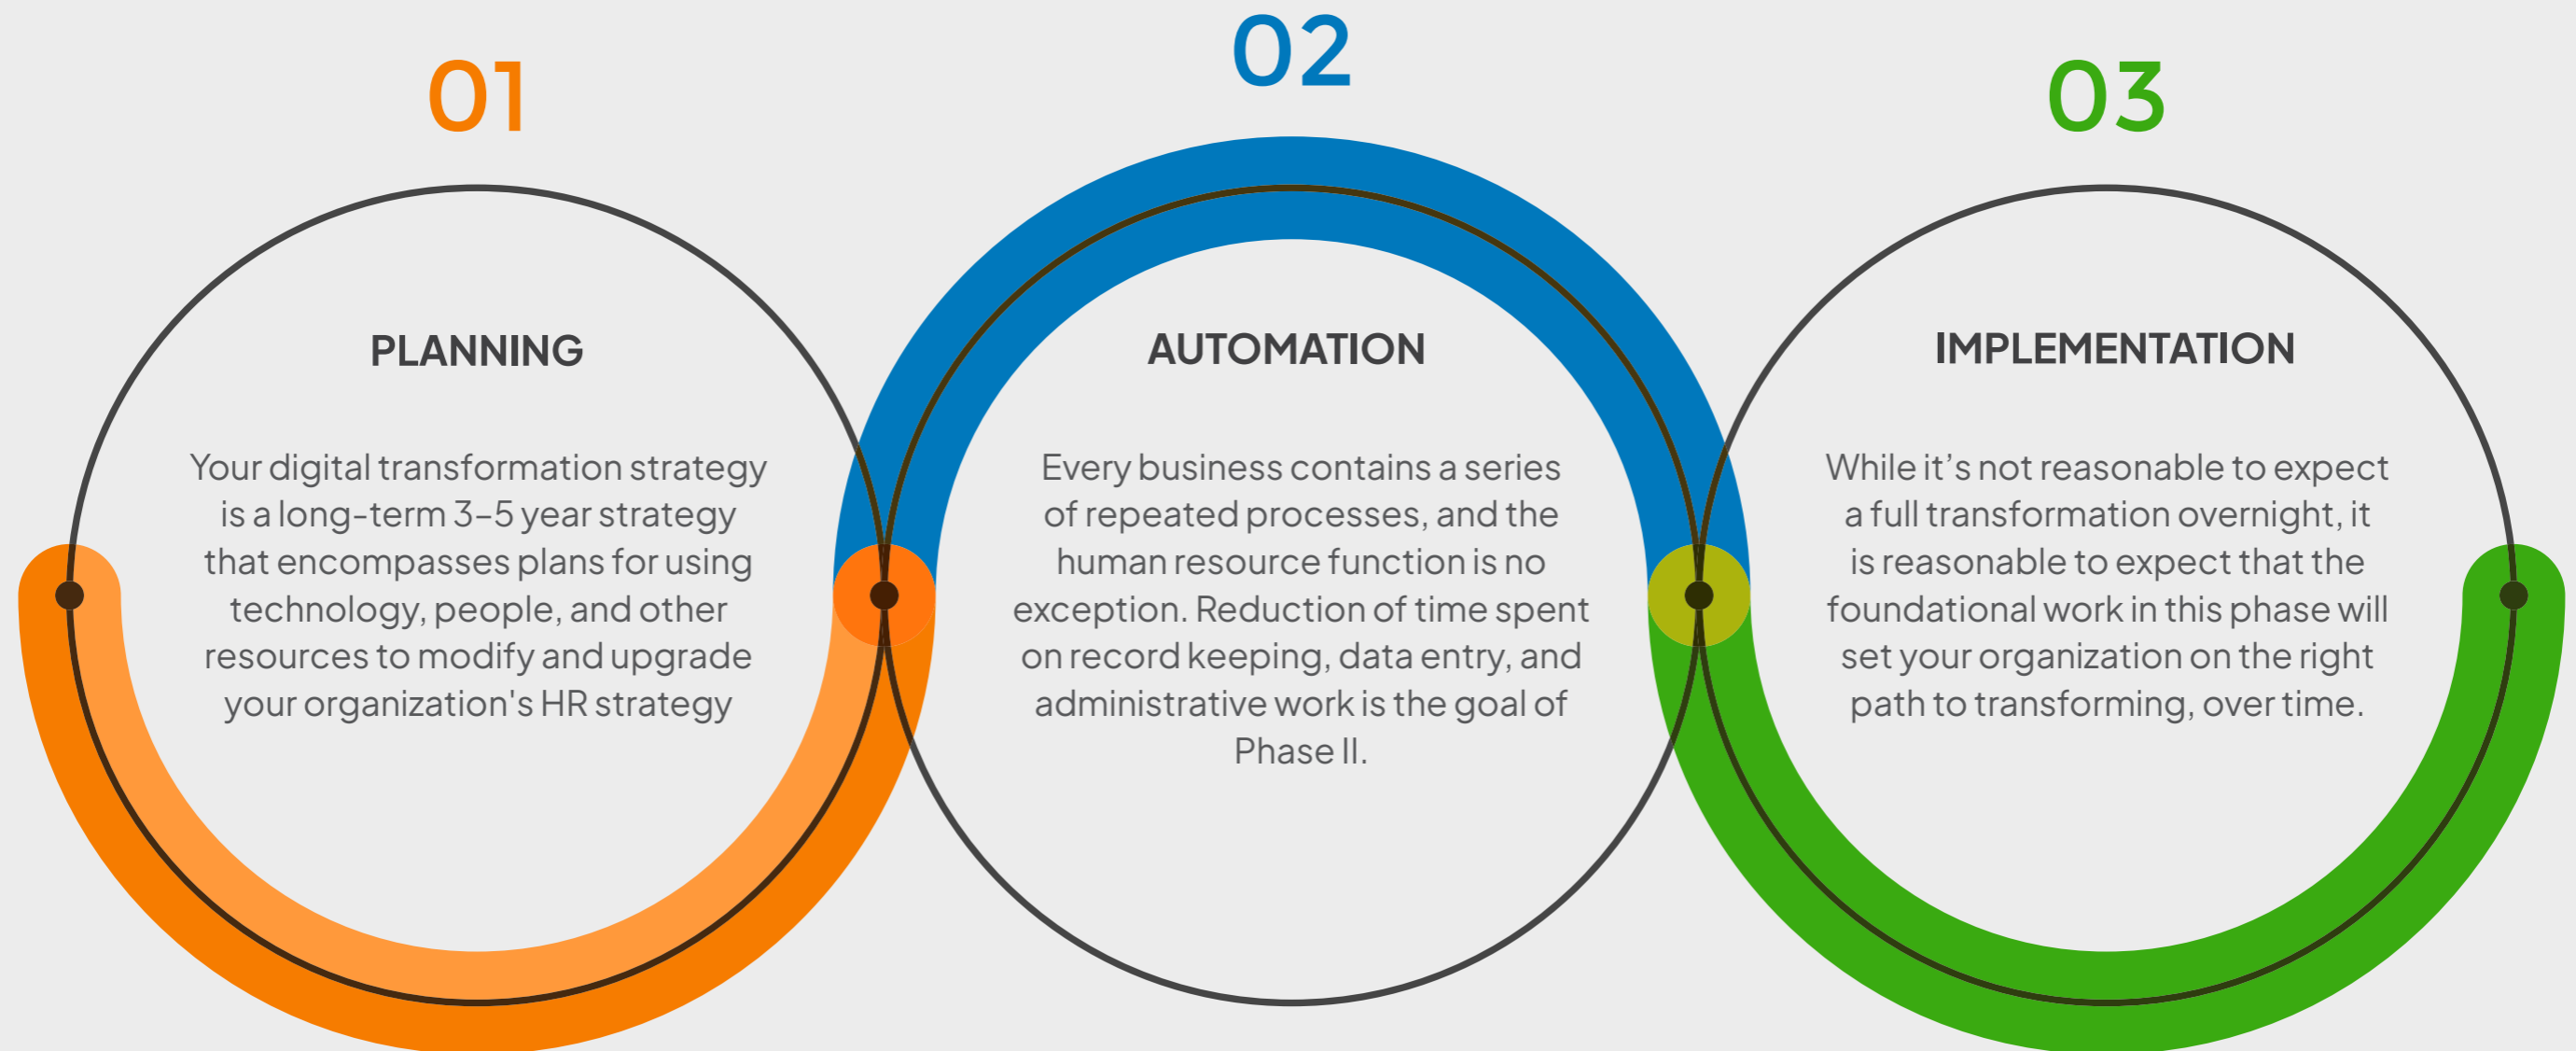 01
PLANNING
Your digital transformation strategy
is a long-term 3–5 year strategy
that encompasses plans for using
technology, people, and other
resources to modify and upgrade
your organization's HR strategy
02
AUTOMATION
Every business contains a series
of repeated processes, and the
human resource function is no
exception. Reduction of time spent
on record keeping, data entry, and
administrative work is the goal of
Phase II.
03
IMPLEMENTATION
While it’s not reasonable to expect
a full transformation overnight, it
is reasonable to expect that the
foundational work in this phase will
set your organization on the right
path to transforming, over time.